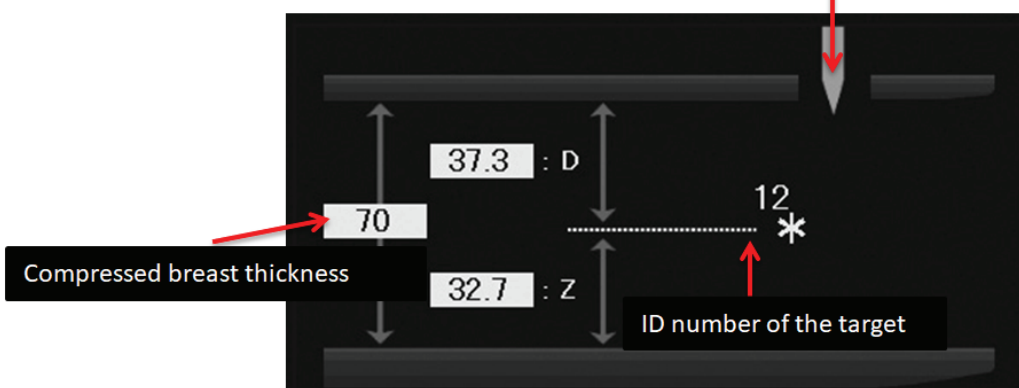 37.3 : D
12
70
Compressed breast thickness
32.7 : Z
ID number of the target